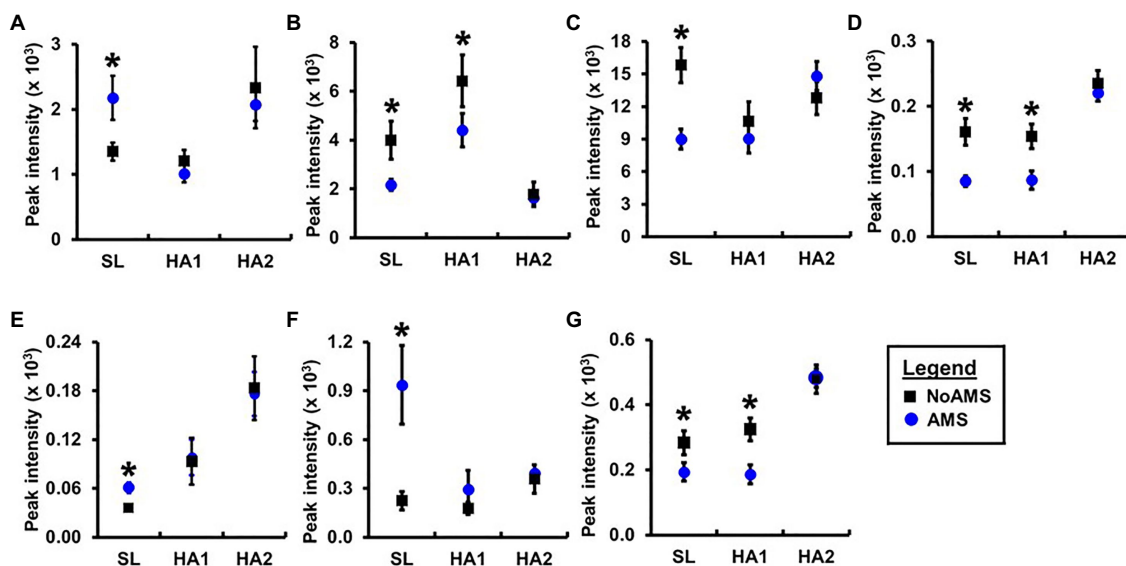 A
Peak intensity (x 10³)
3
2
1
0
*
SL HA1 HA2
B
Peak intensity (x 10³)
8
6
4
2
0
* *
SL HA1 HA2
C
Peak intensity (x 10³)
18
15
12
9
6
3
0
*
SL HA1 HA2
D
Peak intensity (x 10³)
0.3
0.2
0.1
0.0
* *
SL HA1 HA2
E
Peak intensity (x 10³)
0.24
0.18
0.12
0.06
0.00
*
SL HA1 HA2
F
Peak intensity (x 10³)
1.2
0.9
0.6
0.3
0.0
*
SL HA1 HA2
G
Peak intensity (x 10³)
0.6
0.4
0.2
0.0
* *
SL HA1 HA2
Legend
NoAMS
AMS